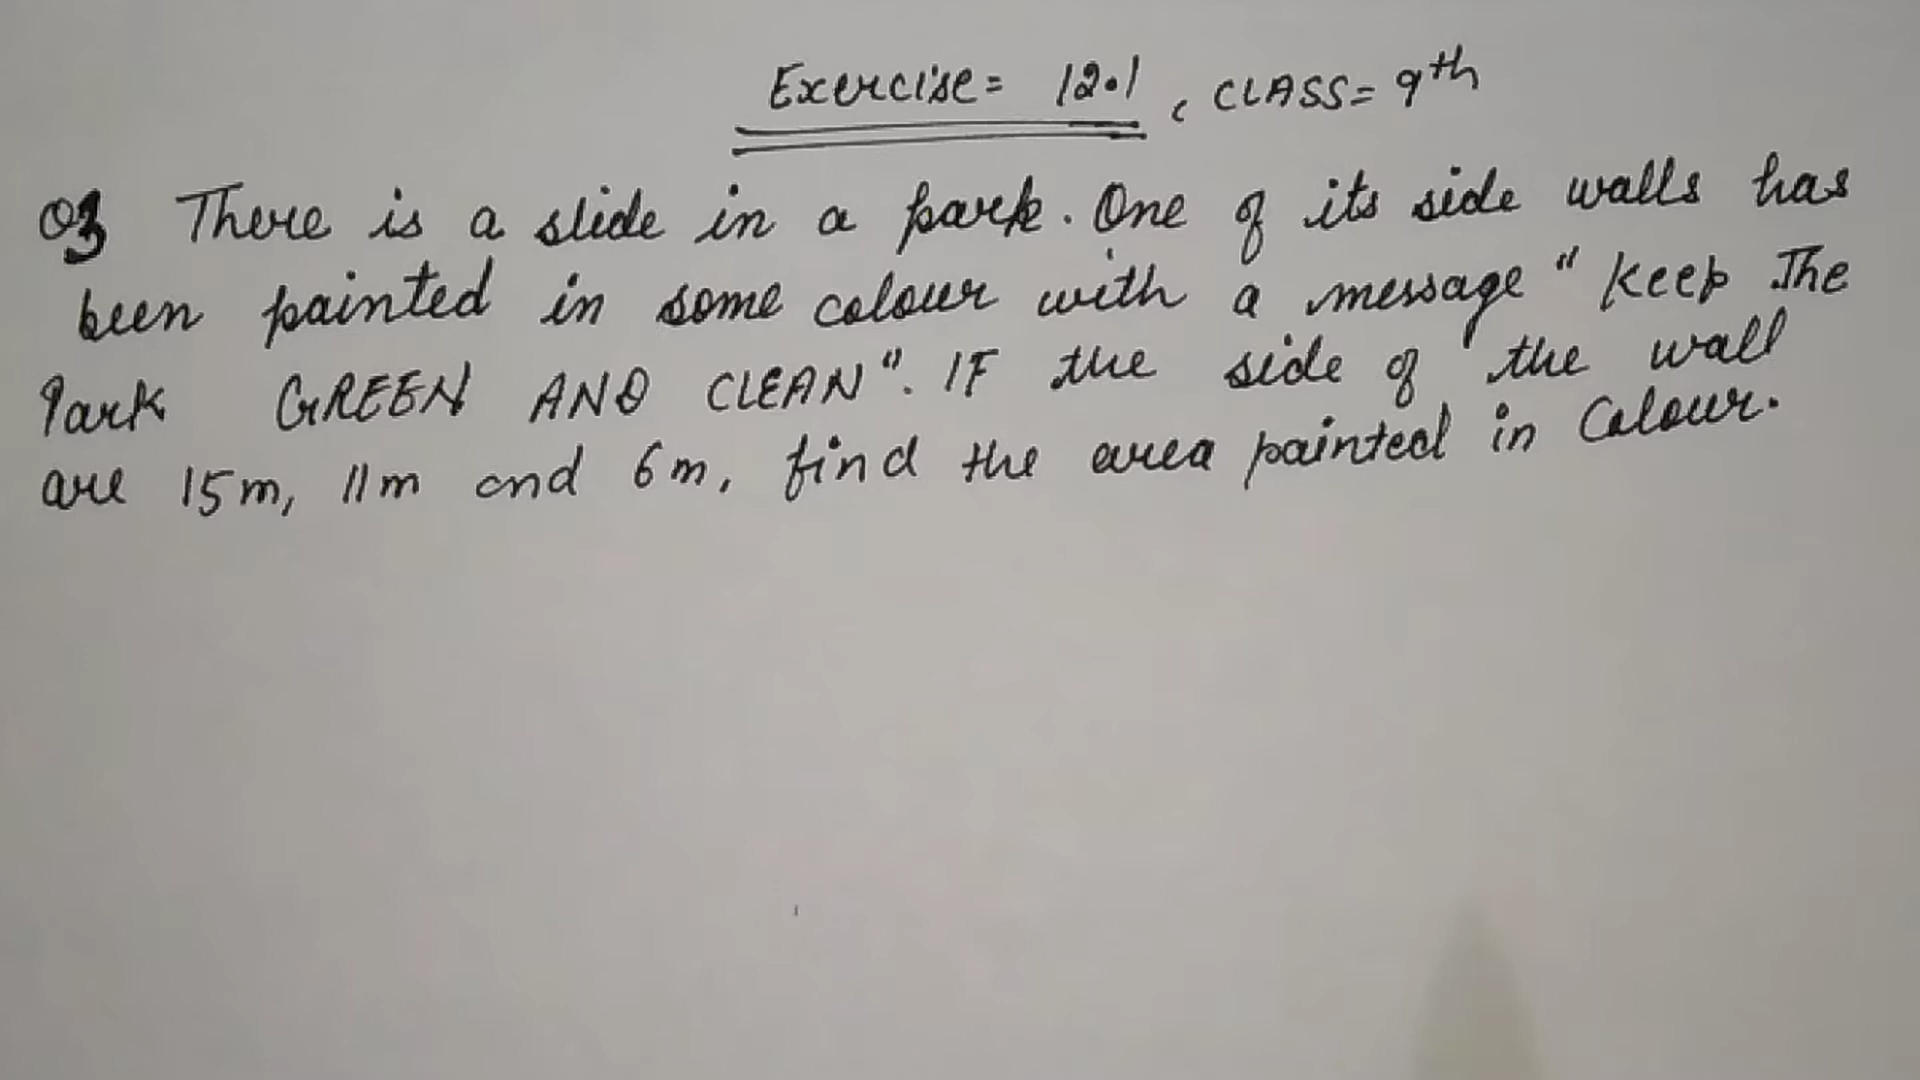 Exercise = 12.1, CLASS = 9th
Q3 There is a slide in a park. One of its side walls has
been painted in some colour with a message "keep The
Park GREEN AND CLEAN". IF the side of the wall
are 15m, 11m and 6m, find the area painted in Colour.